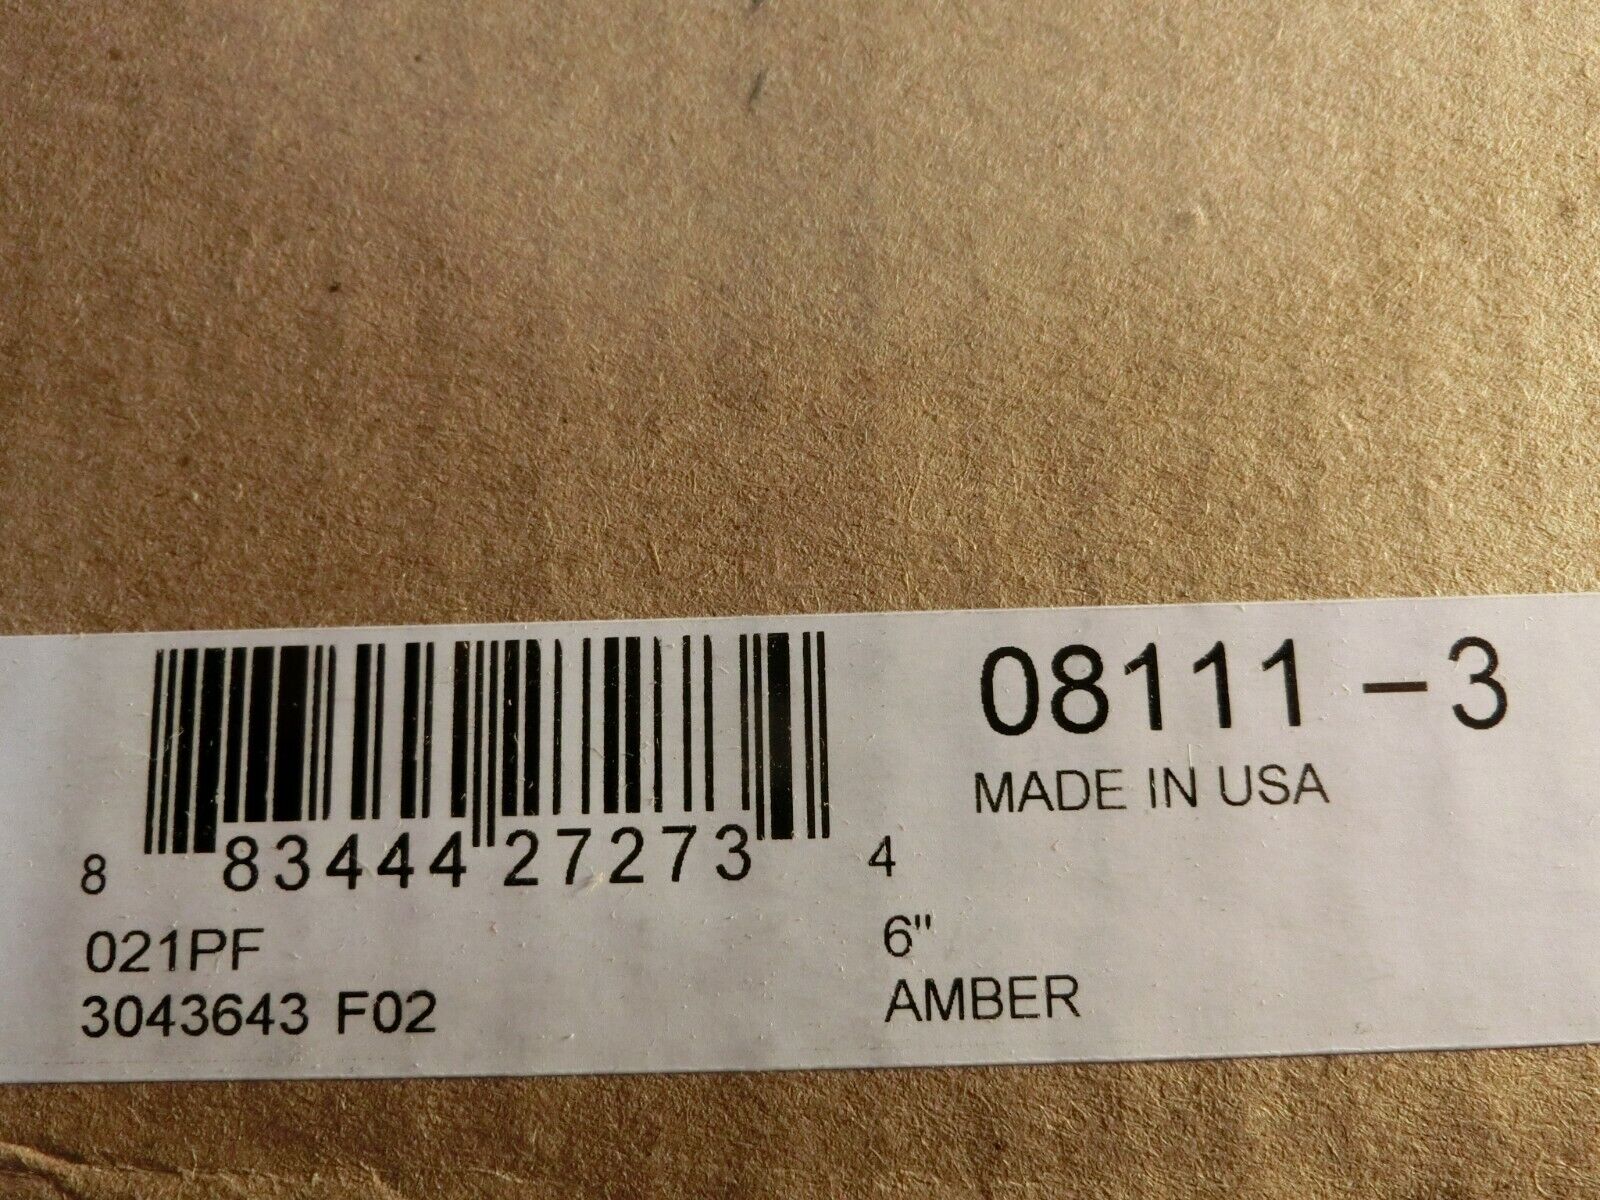 08111-3
MADE IN USA
8 83444 27273 4
021PF
3043643 F02
6"
AMBER